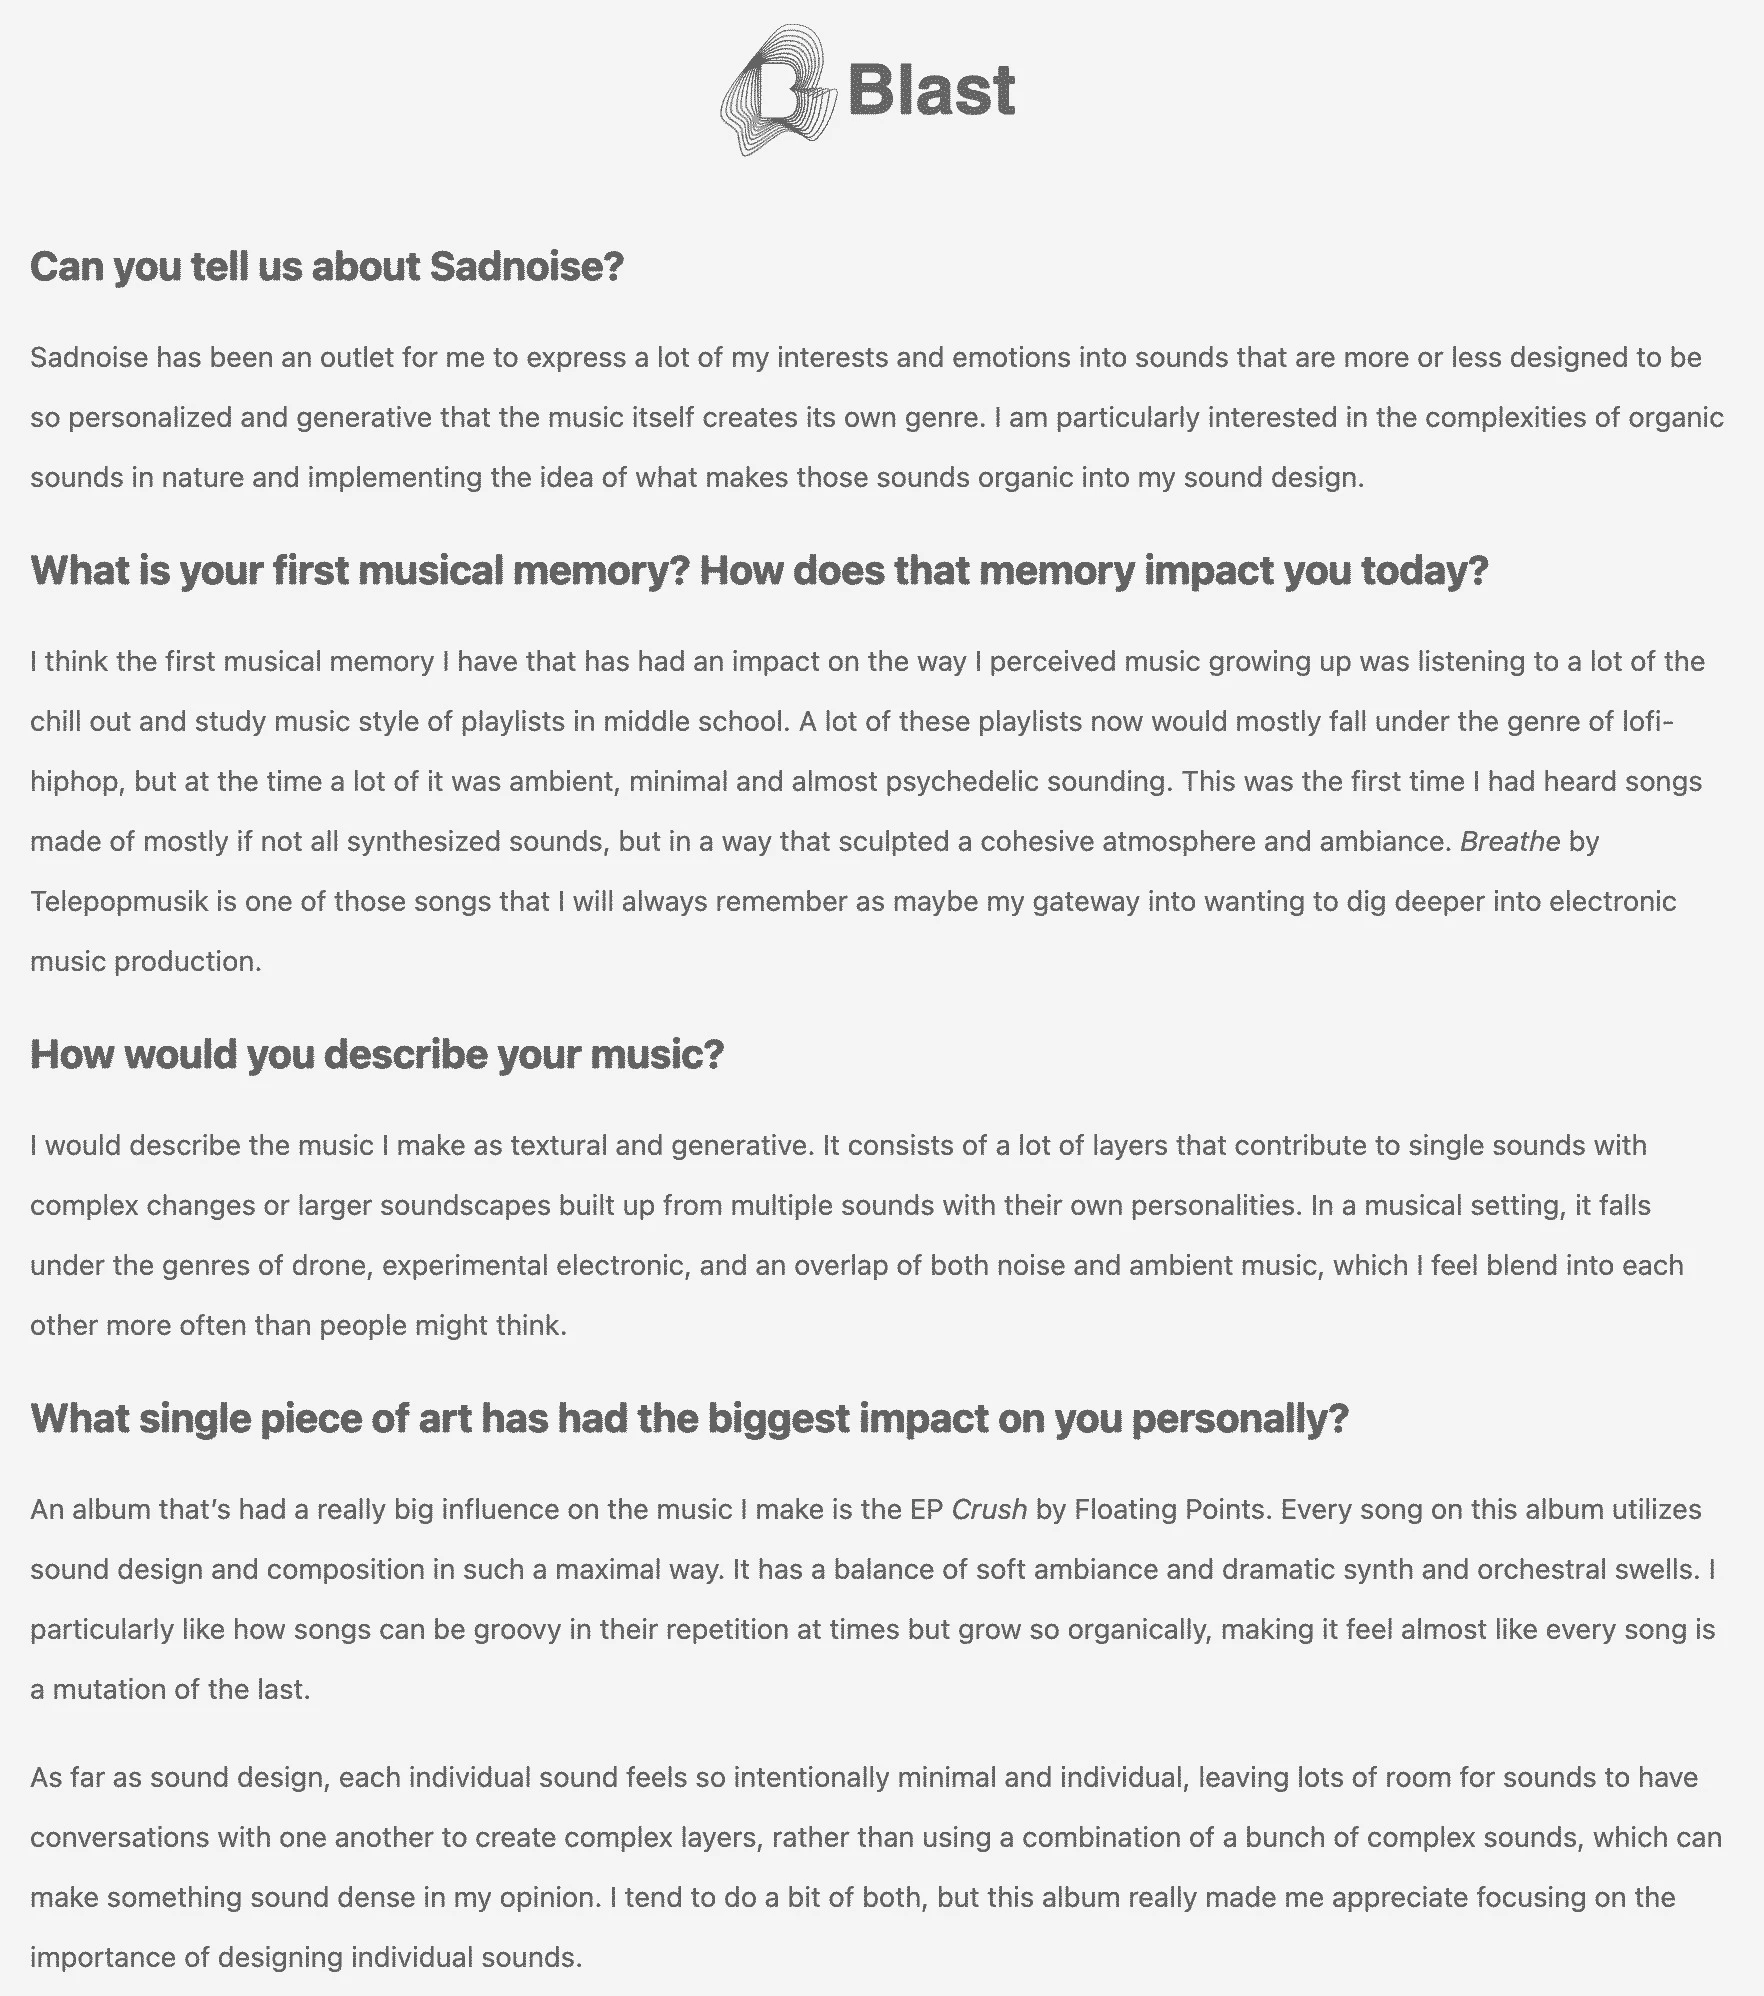 Blast
Can you tell us about Sadnoise?
Sadnoise has been an outlet for me to express a lot of my interests and emotions into sounds that are more or less designed to be
so personalized and generative that the music itself creates its own genre. I am particularly interested in the complexities of organic
sounds in nature and implementing the idea of what makes those sounds organic into my sound design.
What is your first musical memory? How does that memory impact you today?
I think the first musical memory I have that has had an impact on the way I perceived music growing up was listening to a lot of the
chill out and study music style of playlists in middle school. A lot of these playlists now would mostly fall under the genre of lofi-
hiphop, but at the time a lot of it was ambient, minimal and almost psychedelic sounding. This was the first time I had heard songs
made of mostly if not all synthesized sounds, but in a way that sculpted a cohesive atmosphere and ambiance. Breathe by
Telepopmusik is one of those songs that I will always remember as maybe my gateway into wanting to dig deeper into electronic
music production.
How would you describe your music?
I would describe the music I make as textural and generative. It consists of a lot of layers that contribute to single sounds with
complex changes or larger soundscapes built up from multiple sounds with their own personalities. In a musical setting, it falls
under the genres of drone, experimental electronic, and an overlap of both noise and ambient music, which I feel blend into each
other more often than people might think.
What single piece of art has had the biggest impact on you personally?
An album that’s had a really big influence on the music I make is the EP Crush by Floating Points. Every song on this album utilizes
sound design and composition in such a maximal way. It has a balance of soft ambiance and dramatic synth and orchestral swells. I
particularly like how songs can be groovy in their repetition at times but grow so organically, making it feel almost like every song is
a mutation of the last.
As far as sound design, each individual sound feels so intentionally minimal and individual, leaving lots of room for sounds to have
conversations with one another to create complex layers, rather than using a combination of a bunch of complex sounds, which can
make something sound dense in my opinion. I tend to do a bit of both, but this album really made me appreciate focusing on the
importance of designing individual sounds.